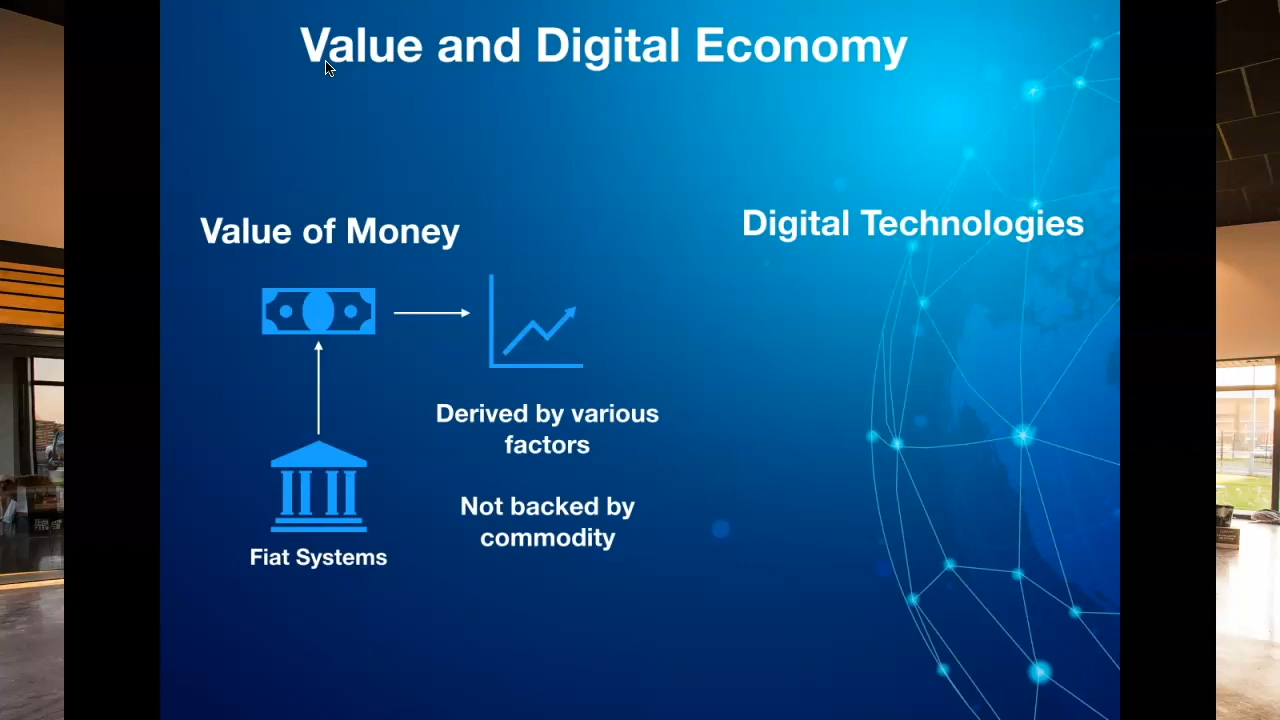 Value and Digital Economy
Value of Money
Digital Technologies
Derived by various
factors
Not backed by
commodity
Fiat Systems